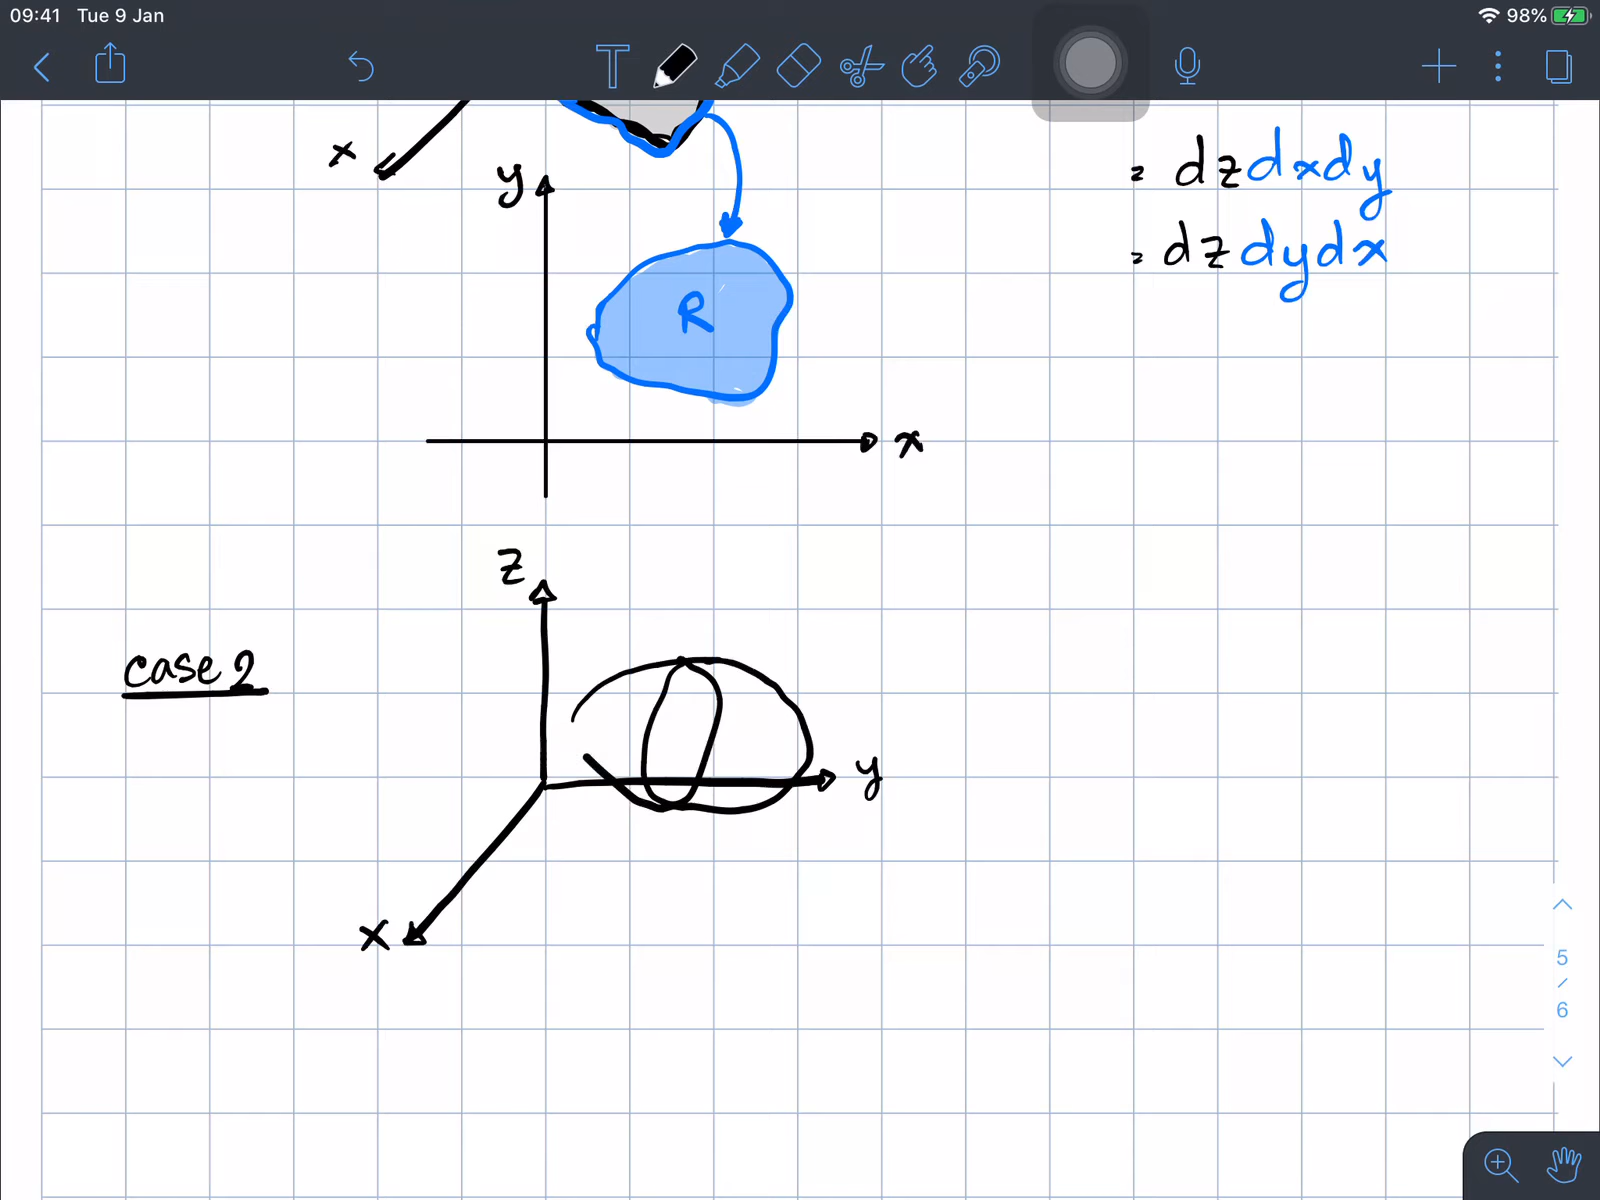 09:41 Tue 9 Jan 98%
T
x
= dzdxdy
y
= dzdydx
R
x
z
case 2
y
x
5
/
6